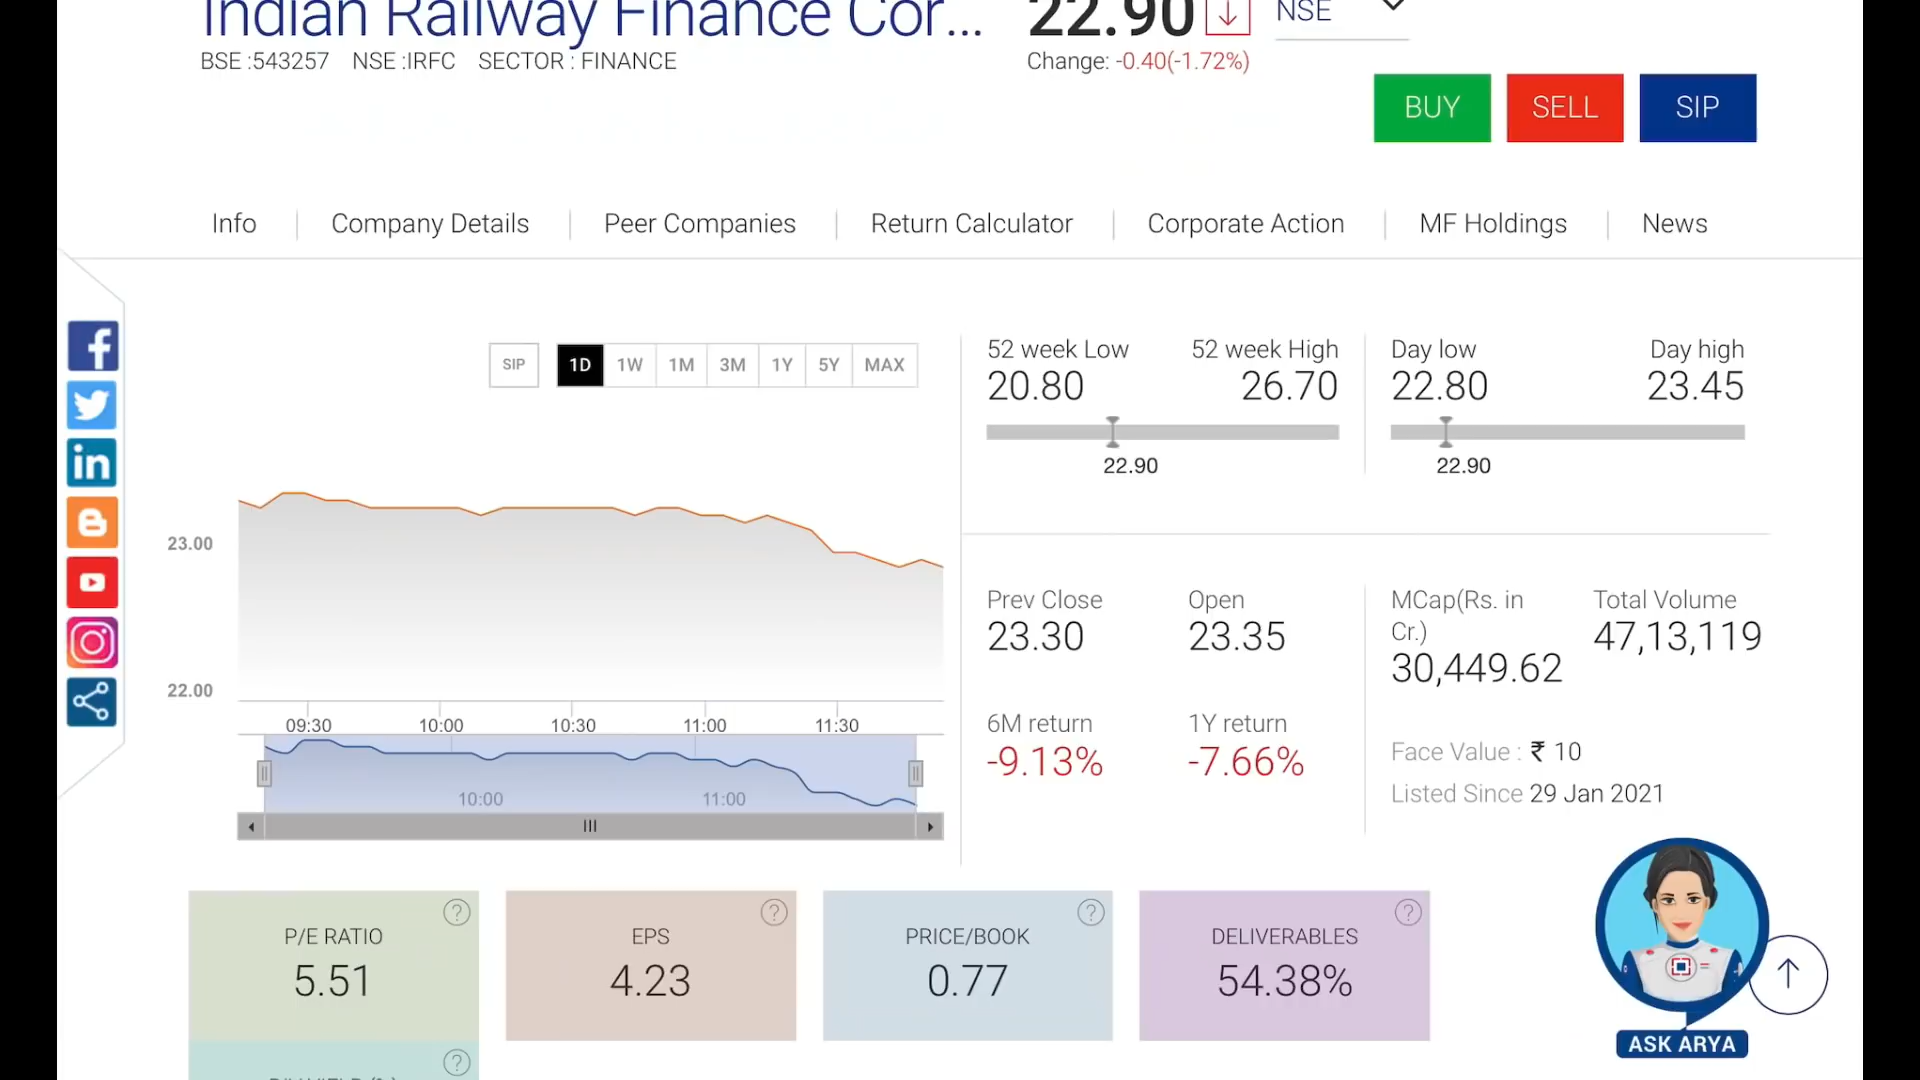 Indian Railway Finance Cor...
22.90
NSE
BSE :543257 NSE :IRFC SECTOR : FINANCE
Change: -0.40(-1.72%)
BUY
SELL
SIP
Info
Company Details
Peer Companies
Return Calculator
Corporate Action
MF Holdings
News
SIP
1D
1W
1M
3M
1Y
5Y
MAX
52 week Low
52 week High
20.80
26.70
22.90
Day low
Day high
22.80
23.45
22.90
23.00
22.00
09:30
10:00
10:30
11:00
11:30
10:00
11:00
Prev Close
23.30
Open
23.35
6M return
-9.13%
1Y return
-7.66%
MCap(Rs. in
Cr.)
30,449.62
Total Volume
47,13,119
Face Value : ₹ 10
Listed Since 29 Jan 2021
P/E RATIO
5.51
EPS
4.23
PRICE/BOOK
0.77
DELIVERABLES
54.38%
ASK ARYA